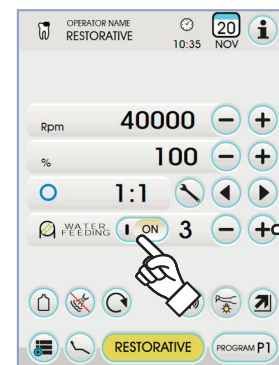 OPERATOR NAME
RESTORATIVE
10:35
20
NOV
i
Rpm 40000 − +
% 100 − +
1:1
WATER FEEDING I ON 3 − +
RESTORATIVE
PROGRAM P1